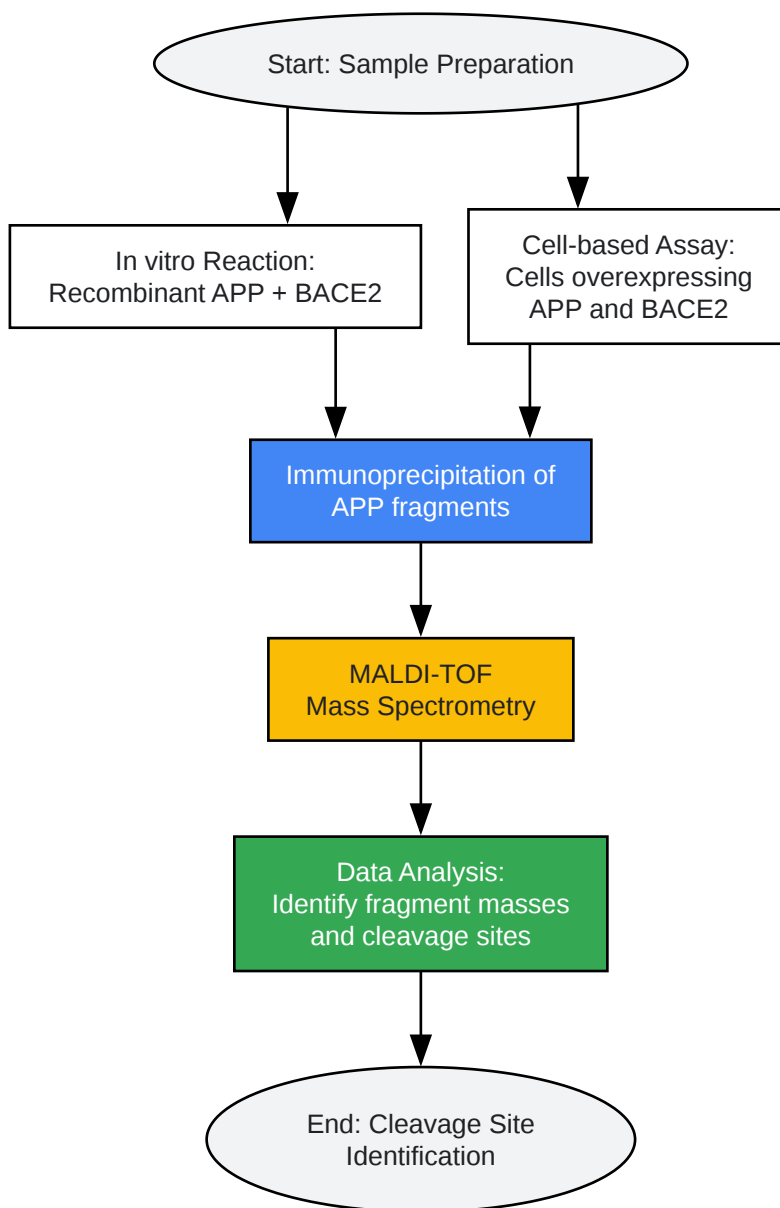 Start: Sample Preparation
In vitro Reaction:
Recombinant APP + BACE2
Cell-based Assay:
Cells overexpressing
APP and BACE2
Immunoprecipitation of
APP fragments
MALDI-TOF
Mass Spectrometry
Data Analysis:
Identify fragment masses
and cleavage sites
End: Cleavage Site
Identification